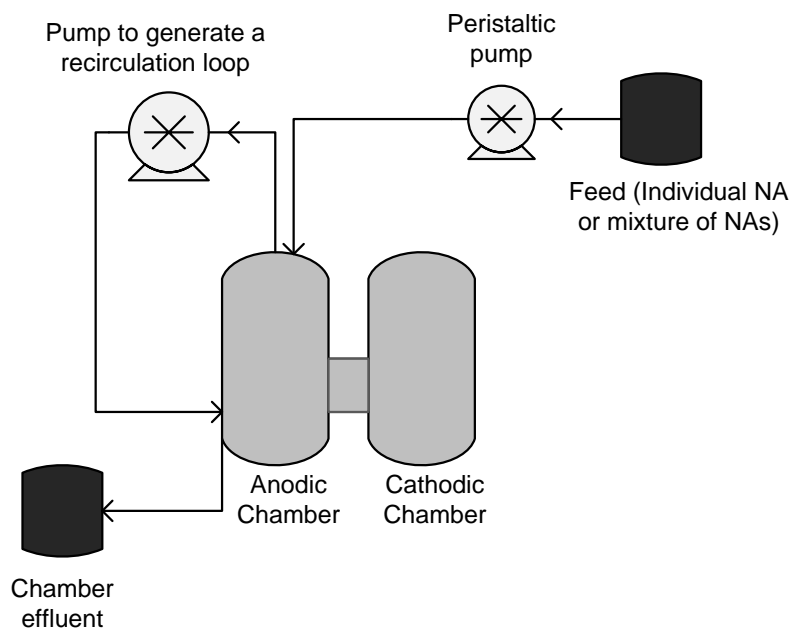 Pump to generate a
recirculation loop
Peristaltic
pump
Feed (Individual NA
or mixture of NAs)
Anodic
Chamber
Cathodic
Chamber
Chamber
effluent